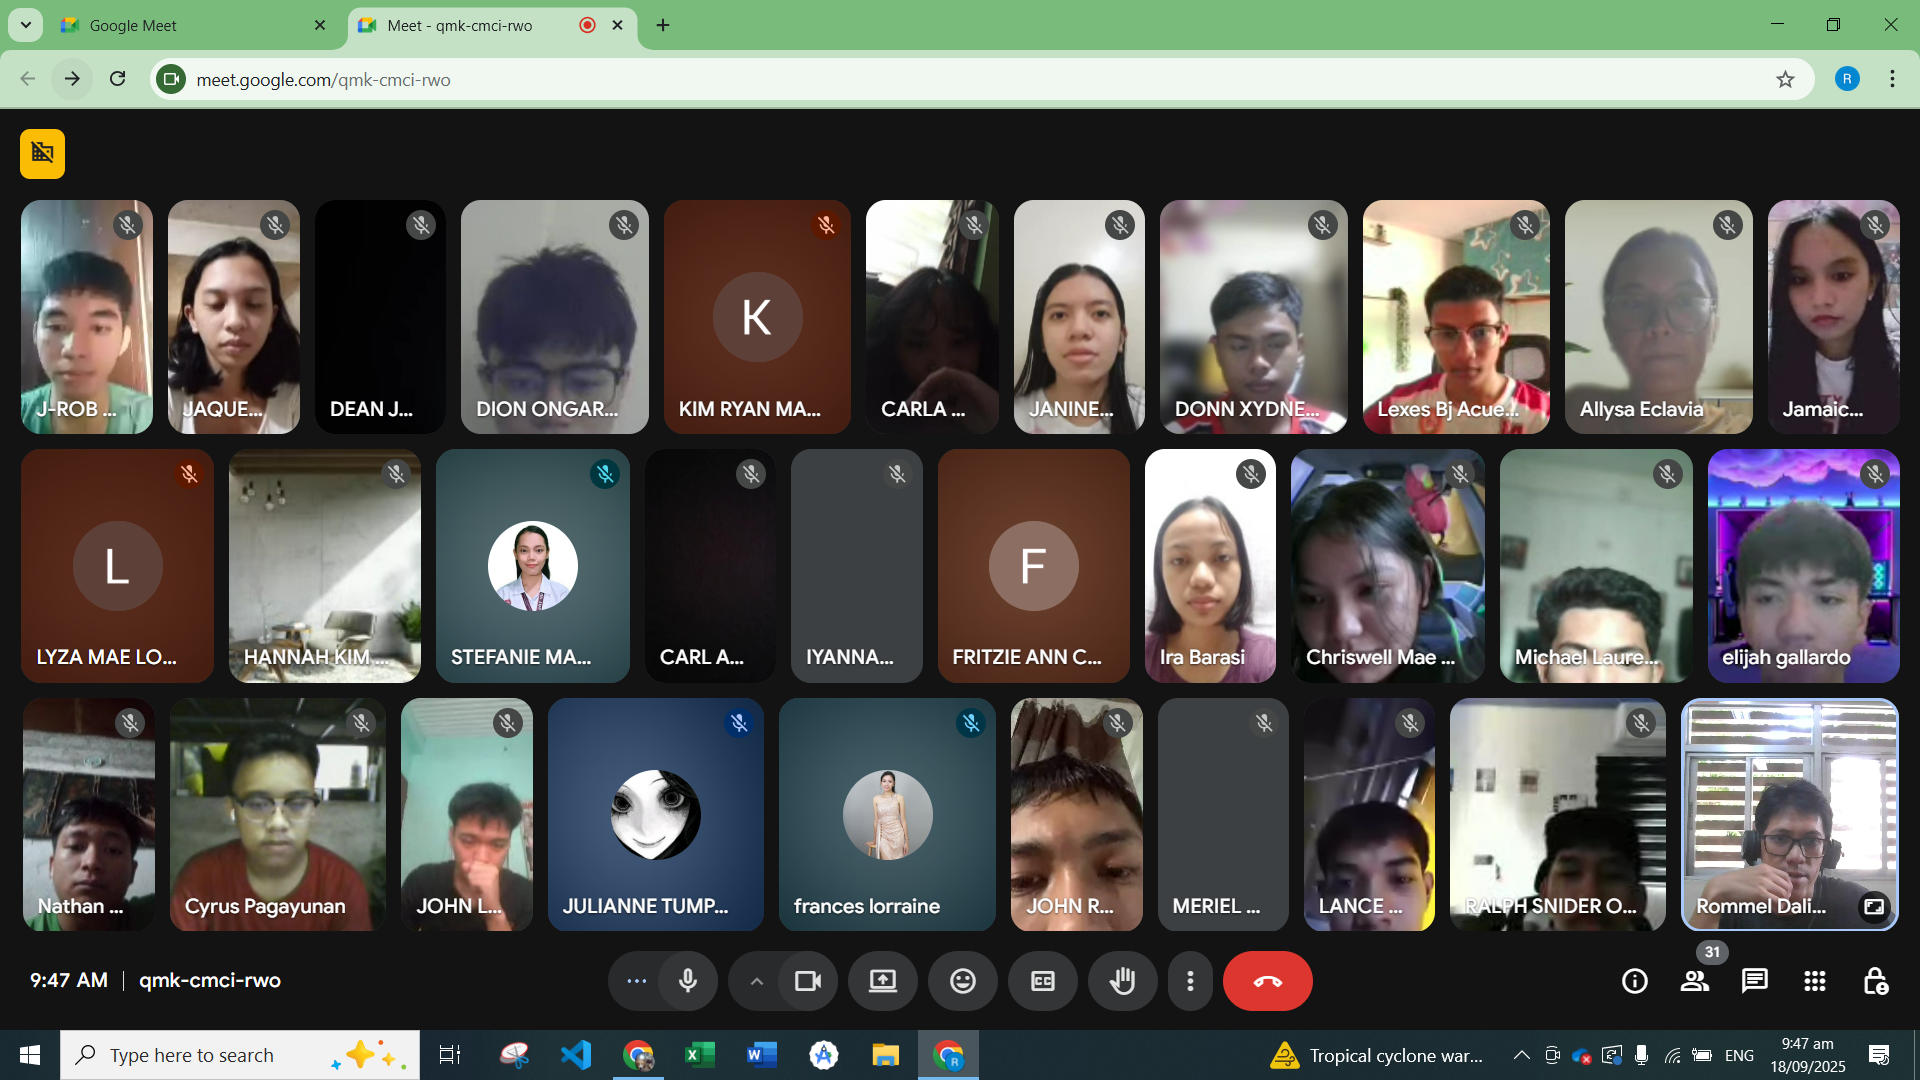 Google Meet
Meet - qmk-cmci-rwo
meet.google.com/qmk-cmci-rwo
R
J-ROB ...
JAQUE...
DEAN J...
DION ONGAR...
K
KIM RYAN MA...
CARLA ...
JANINE...
DONN XYDNE...
Lexes Bj Acue...
Allysa Eclavia
Jamaic...
L
LYZA MAE LO...
HANNAH KIM ...
STEFANIE MA...
CARL A...
IYANNA...
F
FRITZIE ANN C...
Ira Barasi
Chriswell Mae ...
Michael Laure...
elijah gallardo
Nathan ...
Cyrus Pagayunan
JOHN L...
JULIANNE TUMP...
frances lorraine
JOHN R...
MERIEL ...
LANCE ...
RALPH SNIDER O...
Rommel Dali...
9:47 AM | qmk-cmci-rwo
CC
31
Type here to search
Tropical cyclone war...
ENG
9:47 am
18/09/2025